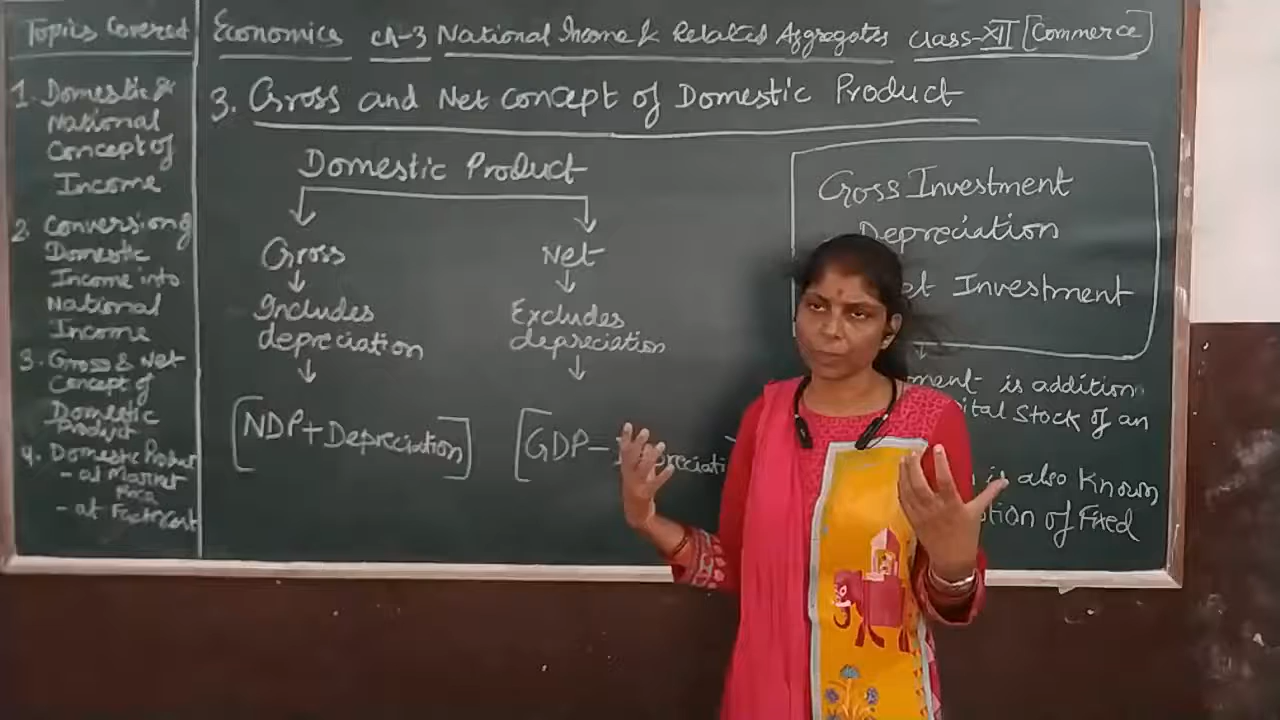 Topics Covered
1. Domestic &
National
Concept of
Income
2. Conversion of
Domestic
Income into
National
Income
3. Gross & Net
Concept of
Domestic
Product
4. Domestic Product
- at Market
Price
- at Factor Cost
Economics ch-3 National Income & Related Aggregates Class-XII [Commerce]
3. Gross and Net Concept of Domestic Product
Domestic Product
Gross Net
Includes Excludes
depreciation depreciation
[NDP+Depreciation] [GDP-
Gross Investment
Depreciation
Investment
is addition
Stock of an
is also known
of Fixed